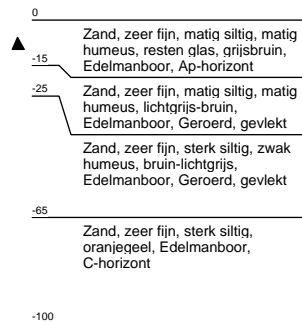 0
Zand, zeer fijn, matig siltig, matig
humeus, resten glas, grijsbruin,
Edelmanboor, Ap-horizont
-15
Zand, zeer fijn, matig siltig, matig
humeus, lichtgrijs-bruin,
Edelmanboor, Geroerd, gevlekt
-25
Zand, zeer fijn, sterk siltig, zwak
humeus, bruin-lichtgrijs,
Edelmanboor, Geroerd, gevlekt
-65
Zand, zeer fijn, sterk siltig,
oranjegeel, Edelmanboor,
C-horizont
-100